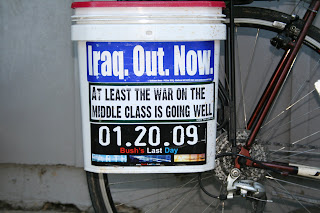 Iraq. Out. Now.
AT LEAST THE WAR ON THE
MIDDLE CLASS IS GOING WELL
01.20.09
Bush's Last Day
EARTH